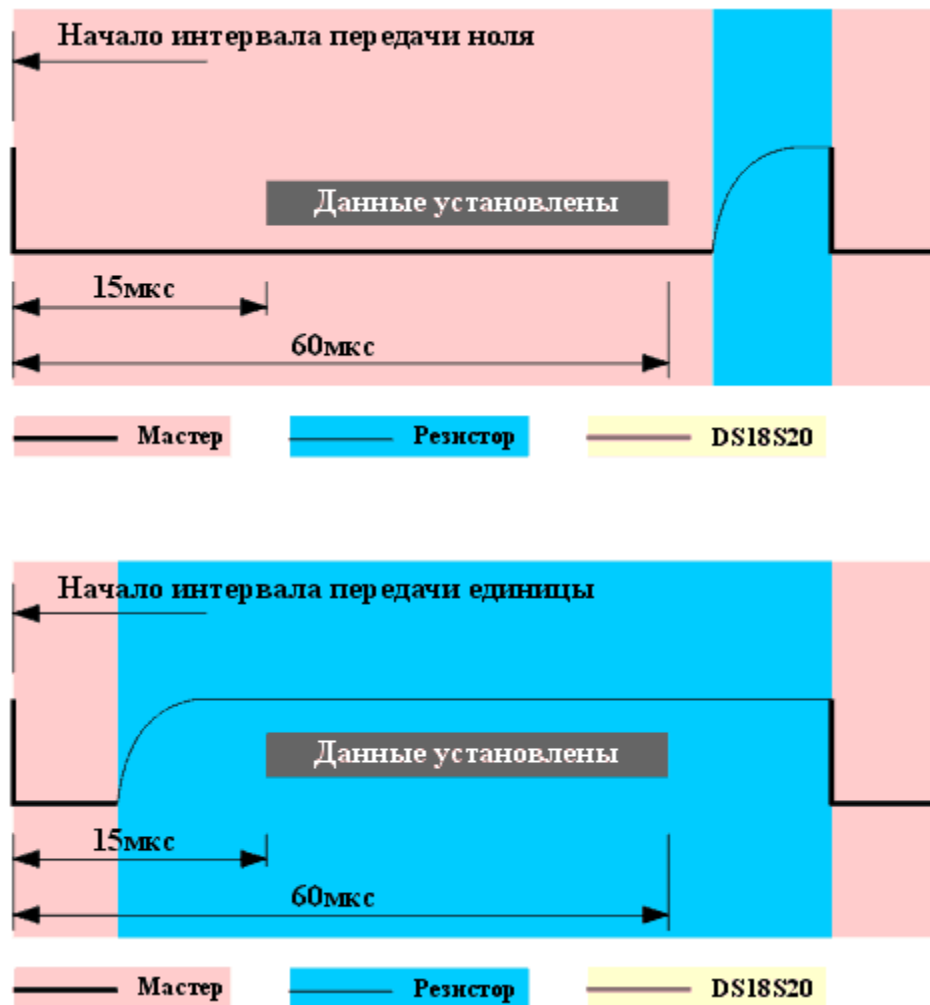 Начало интервала передачи ноля
Данные установлены
15мкс
60мкс
Мастер Резистор DS18S20
Начало интервала передачи единицы
Данные установлены
15мкс
60мкс
Мастер Резистор DS18S20